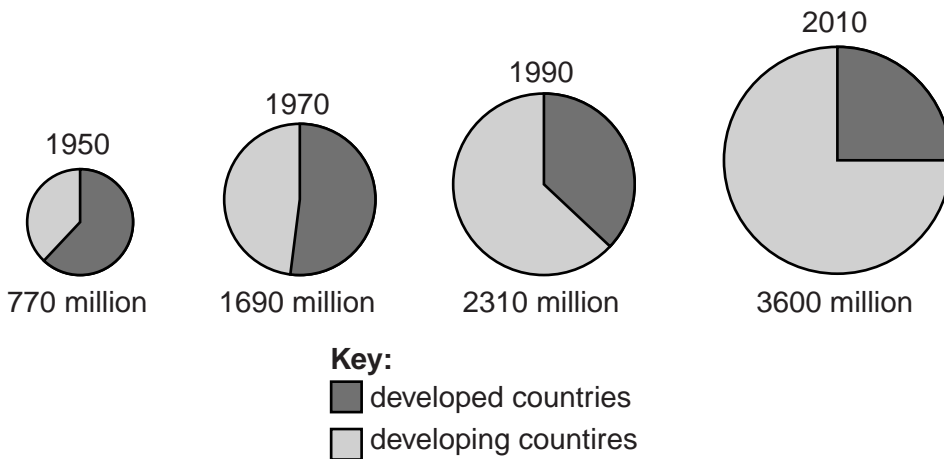 1950
770 million
1970
1690 million
1990
2310 million
2010
3600 million
Key:
developed countries
developing countires